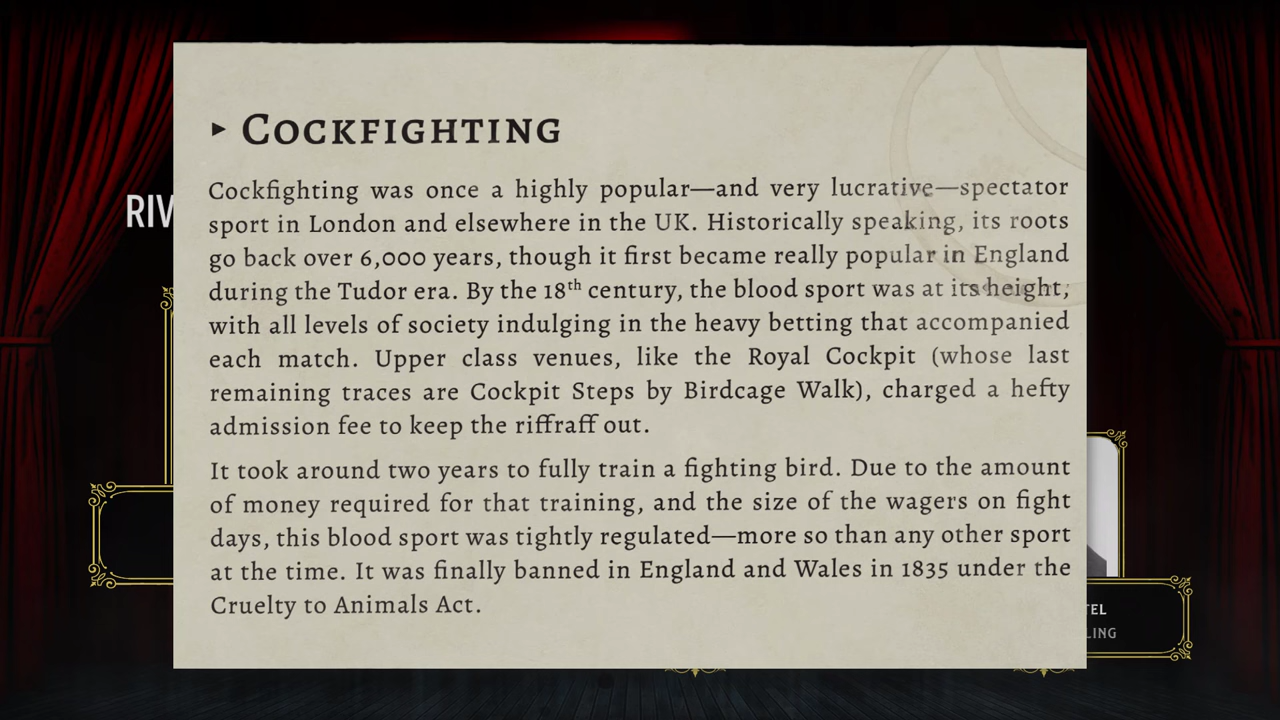 ▸ Cockfighting
Cockfighting was once a highly popular—and very lucrative—spectator
sport in London and elsewhere in the UK. Historically speaking, its roots
go back over 6,000 years, though it first became really popular in England
during the Tudor era. By the 18th century, the blood sport was at its height,
with all levels of society indulging in the heavy betting that accompanied
each match. Upper class venues, like the Royal Cockpit (whose last
remaining traces are Cockpit Steps by Birdcage Walk), charged a hefty
admission fee to keep the riffraff out.
It took around two years to fully train a fighting bird. Due to the amount
of money required for that training, and the size of the wagers on fight
days, this blood sport was tightly regulated—more so than any other sport
at the time. It was finally banned in England and Wales in 1835 under the
Cruelty to Animals Act.
RIV
TEL
LING